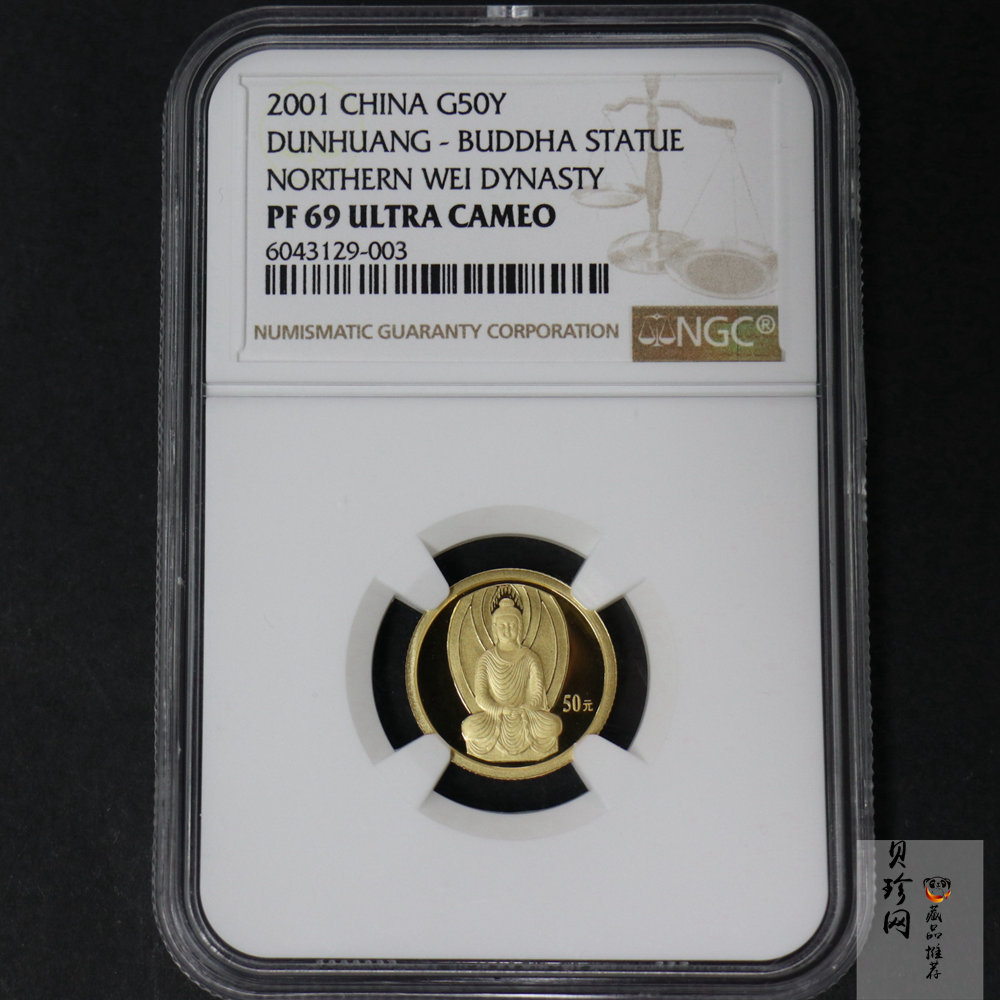 2001 CHINA G50Y
DUNHUANG - BUDDHA STATUE
NORTHERN WEI DYNASTY
PF 69 ULTRA CAMEO
6043129-003
NUMISMATIC GUARANTY CORPORATION
NGC®
50元
贝珍网
藏品推荐